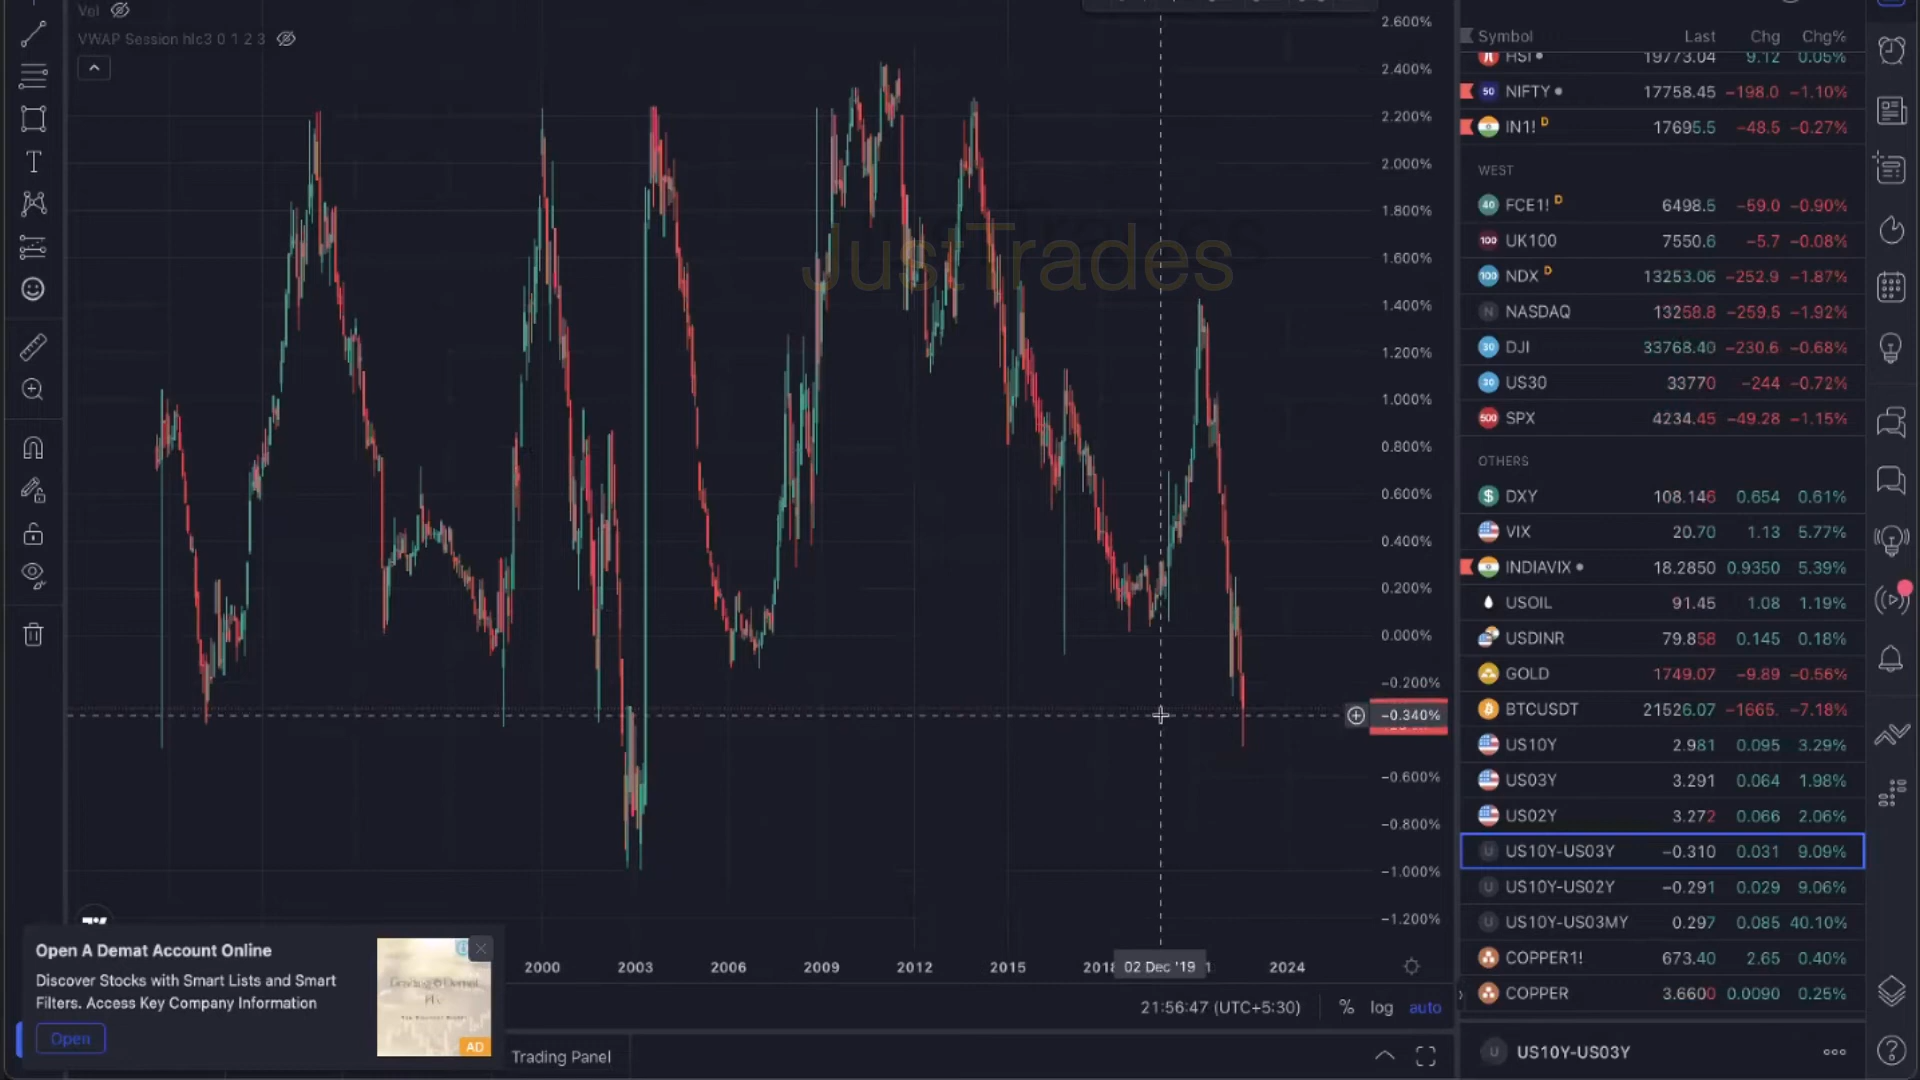 Vol
VWAP Session hlc3 0 1 2 3
2.600%
2.400%
2.200%
2.000%
1.800%
1.600%
1.400%
1.200%
1.000%
0.800%
0.600%
0.400%
0.200%
0.000%
−0.200%
−0.340%
−0.600%
−0.800%
−1.000%
−1.200%
JustTrades
2000 2003 2006 2009 2012 2015 2018 02 Dec '19 2024
21:56:47 (UTC+5:30) % log auto
Trading Panel
Open A Demat Account Online
Discover Stocks with Smart Lists and Smart
Filters. Access Key Company Information
Open
AD
Symbol Last Chg Chg%
HSI 19773.04 9.12 0.05%
50 NIFTY 17758.45 −198.0 −1.10%
IN1! D 17695.5 −48.5 −0.27%
WEST
40 FCE1! D 6498.5 −59.0 −0.90%
100 UK100 7550.6 −5.7 −0.08%
100 NDX D 13253.06 −252.9 −1.87%
N NASDAQ 13258.8 −259.5 −1.92%
30 DJI 33768.40 −230.6 −0.68%
30 US30 33770 −244 −0.72%
500 SPX 4234.45 −49.28 −1.15%
OTHERS
$ DXY 108.146 0.654 0.61%
VIX 20.70 1.13 5.77%
INDIAVIX 18.2850 0.9350 5.39%
USOIL 91.45 1.08 1.19%
USDINR 79.858 0.145 0.18%
GOLD 1749.07 −9.89 −0.56%
BTCUSDT 21526.07 −1665. −7.18%
US10Y 2.981 0.095 3.29%
US03Y 3.291 0.064 1.98%
US02Y 3.272 0.066 2.06%
U US10Y-US03Y −0.310 0.031 9.09%
U US10Y-US02Y −0.291 0.029 9.06%
U US10Y-US03MY 0.297 0.085 40.10%
COPPER1! 673.40 2.65 0.40%
COPPER 3.6600 0.0090 0.25%
U US10Y-US03Y